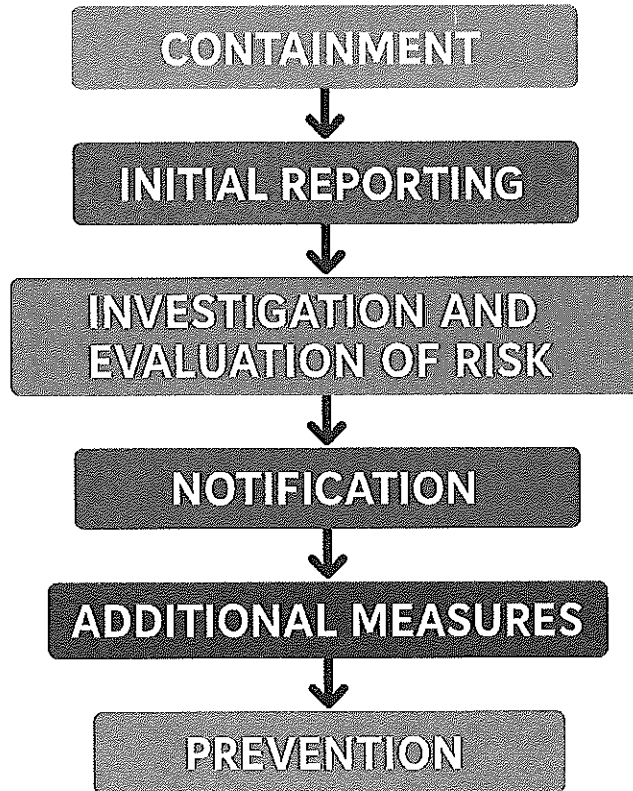 CONTAINMENT
INITIAL REPORTING
INVESTIGATION AND
EVALUATION OF RISK
NOTIFICATION
ADDITIONAL MEASURES
PREVENTION